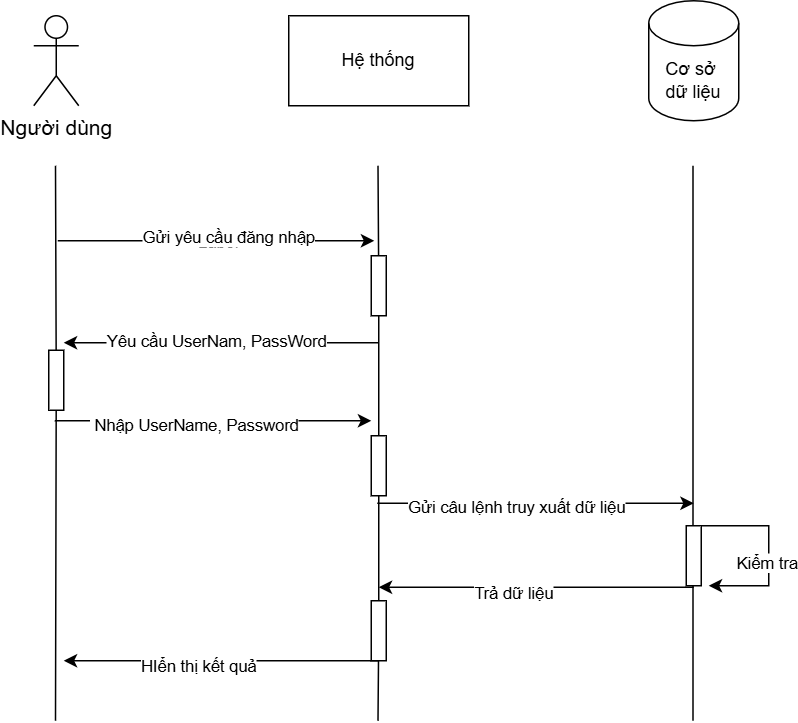 Hệ thống
Cơ sở
dữ liệu
Người dùng
Gửi yêu cầu đăng nhập
Yêu cầu UserNam, PassWord
Nhập UserName, Password
Gửi câu lệnh truy xuất dữ liệu
Kiểm tra
Trả dữ liệu
HIển thị kết quả